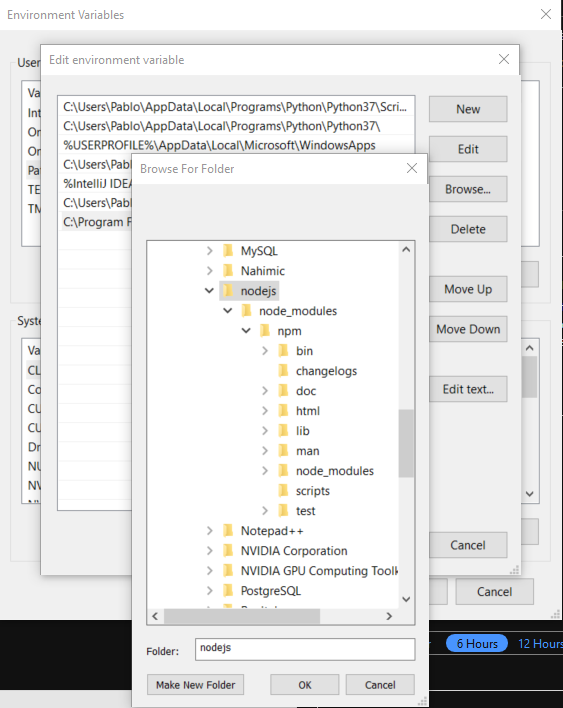 Environment Variables
User
Edit environment variable
Va
Int
On
On
Pa
TE
TM
C:\Users\Pablo\AppData\Local\Programs\Python\Python37\Scri...
C:\Users\Pablo\AppData\Local\Programs\Python\Python37\
%USERPROFILE%\AppData\Local\Microsoft\WindowsApps
C:\Users\Pabl
%IntelliJ IDEA
C:\Users\Pabl
C:\Program F
New
Edit
Browse...
Delete
Move Up
Move Down
Edit text...
Cancel
Browse For Folder
MySQL
Nahimic
nodejs
node_modules
npm
bin
changelogs
doc
html
lib
man
node_modules
scripts
test
Notepad++
NVIDIA Corporation
NVIDIA GPU Computing Toolk
PostgreSQL
Folder:
nodejs
Make New Folder
OK
Cancel
Syste
Va
CL
Co
CU
CU
Dr
NU
NV
Cancel
6 Hours
12 Hours